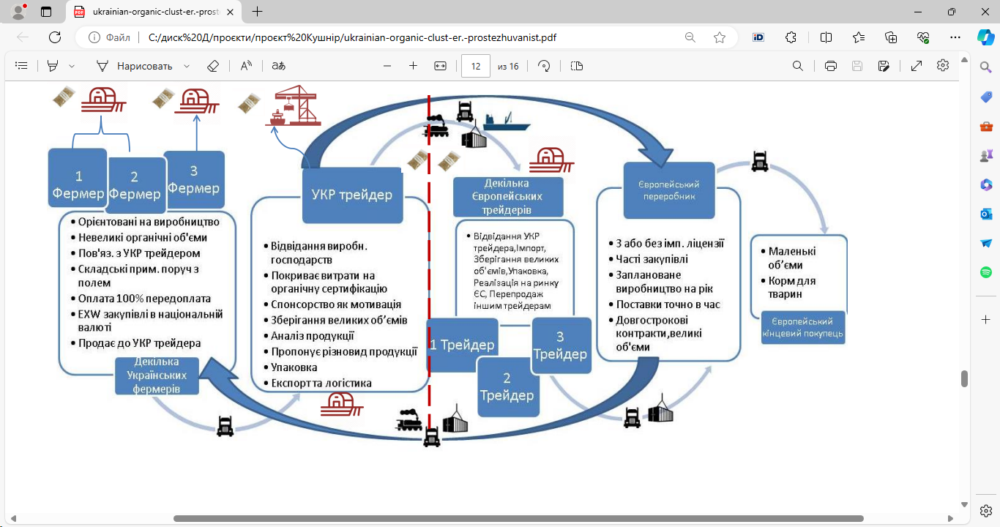 ukrainian-organic-clust-er.-prost
Файл
C:/диск%20Д/проєкти/проєкт%20Кушнір/ukrainian-organic-clust-er.-prostezhuvanist.pdf
iD
Нарисовать
12 из 16
1
Фермер
2
Фермер
3
Фермер
• Орієнтовані на виробництво
• Невеликі органічні об'єми
• Пов'яз. з УКР трейдером
• Складські прим. поруч з
полем
• Оплата 100% передоплата
• EXW закупівлі в національній
валюті
• Продає до УКР трейдера
Декілька
Українських
фермерів
УКР трейдер
• Відвідання виробн.
господарств
• Покриває витрати на
органічну сертифікацію
• Спонсорство як мотивація
• Зберігання великих об’ємів
• Аналіз продукції
• Пропонує різновид продукції
• Упаковка
• Експорт та логістика
Декілька
Європейських
трейдерів
• Відвідання УКР
трейдера,Імпорт,
Зберігання великих
об'ємів,Упаковка,
Реалізація на ринку
ЄС, Перепродаж
іншим трейдерам
1 Трейдер
2
Трейдер
3
Трейдер
Європейський
переробник
• З або без імп. ліцензії
• Часті закупівлі
• Заплановане
виробництво на рік
• Поставки точно в час
• Довгострокові
контракти,великі
об'єми
• Маленькі
об’єми
• Корм для
тварин
Європейський
кінцевий покупець